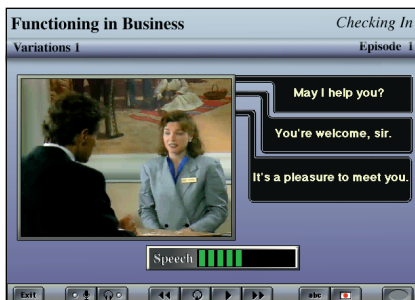 Functioning in Business
Checking In
Variations 1
Episode 1
May I help you?
You're welcome, sir.
It's a pleasure to meet you.
Speech
Exit
abc